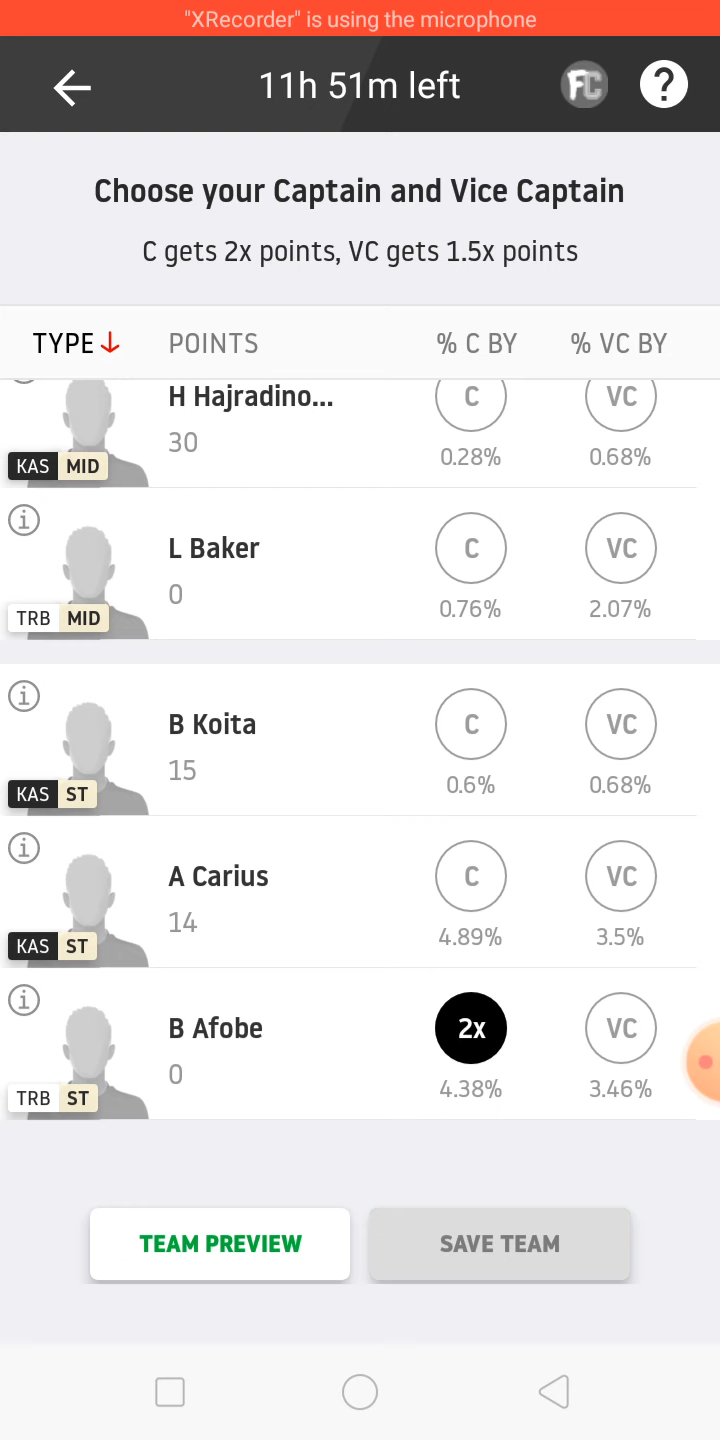 "XRecorder" is using the microphone
11h 51m left
FC
?
Choose your Captain and Vice Captain
C gets 2x points, VC gets 1.5x points
TYPE POINTS % C BY % VC BY
H Hajradino... C VC
30
KAS MID 0.28% 0.68%
i
L Baker C VC
0
TRB MID 0.76% 2.07%
i
B Koita C VC
15
KAS ST 0.6% 0.68%
i
A Carius C VC
14
KAS ST 4.89% 3.5%
i
B Afobe 2x VC
0
TRB ST 4.38% 3.46%
TEAM PREVIEW SAVE TEAM